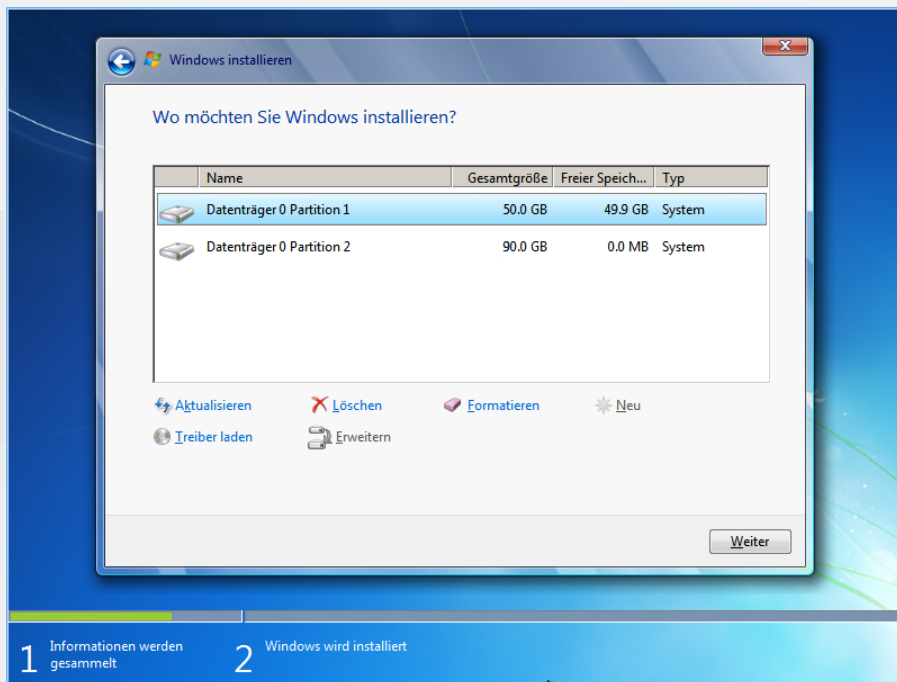 Windows installieren
Wo möchten Sie Windows installieren?
Name Gesamtgröße Freier Speich... Typ
Datenträger 0 Partition 1 50.0 GB 49.9 GB System
Datenträger 0 Partition 2 90.0 GB 0.0 MB System
Aktualisieren Löschen Formatieren Neu
Treiber laden Erweitern
Weiter
1 Informationen werden 2 Windows wird installiert
gesammelt